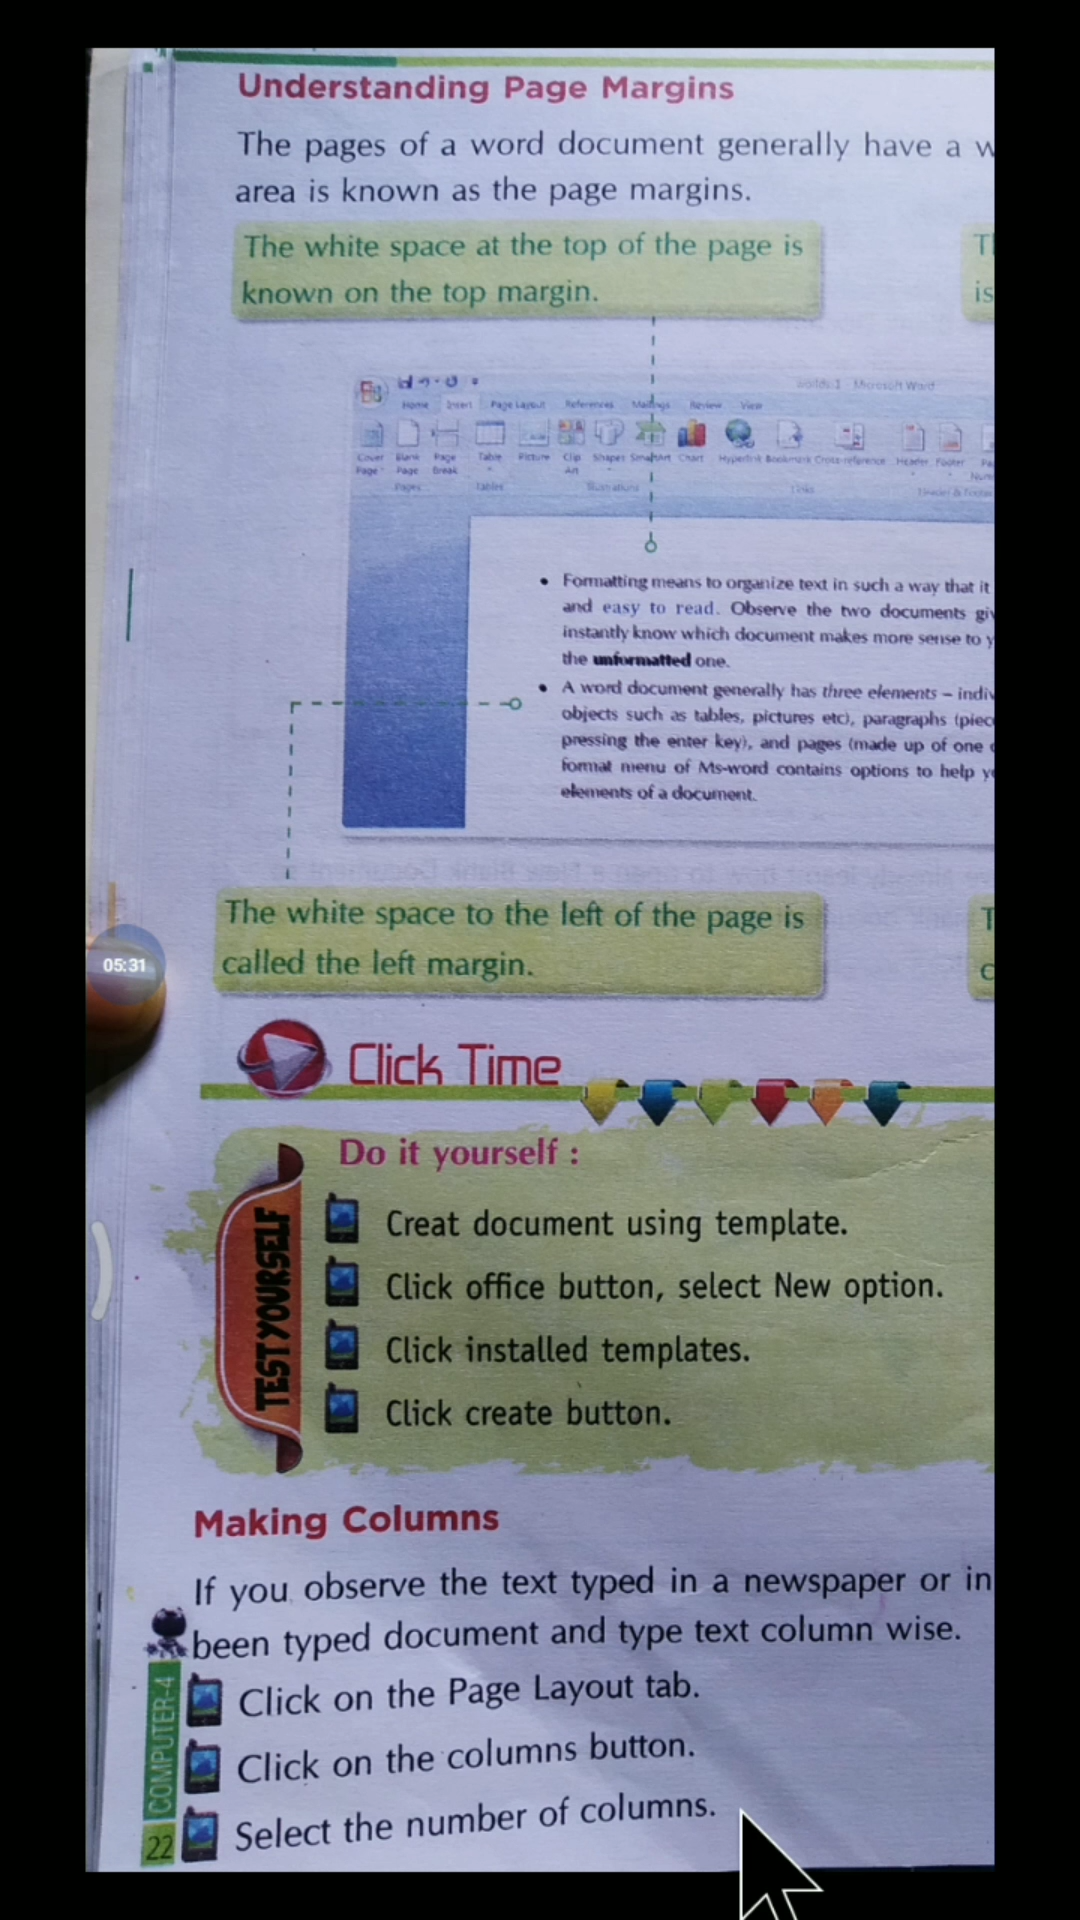 Understanding Page Margins
The pages of a word document generally have a
area is known as the page margins.
The white space at the top of the page is
known on the top margin.
is
Microsoft Word
Home Insert Page Layout References Mailings Review View
Cover Blank Page Table Picture Clip Shapes SmartArt Chart Hyperlink Bookmark Cross-reference Header Footer
Page Page Break Art
Pages Tables Illustrations Links Header & Footer
• Formatting means to organize text in such a way that it
and easy to read. Observe the two documents
instantly know which document makes more sense to
the unformatted one.
• A word document generally has three elements –
objects such as tables, pictures etc), paragraphs
pressing the enter key), and pages (made up of one
format menu of Ms-word contains options to help
elements of a document.
The white space to the left of the page is
called the left margin.
05:31
Click Time
Do it yourself :
TEST YOURSELF
Creat document using template.
Click office button, select New option.
Click installed templates.
Click create button.
Making Columns
If you observe the text typed in a newspaper or in
been typed document and type text column wise.
Click on the Page Layout tab.
Click on the columns button.
Select the number of columns.
COMPUTER-4
22